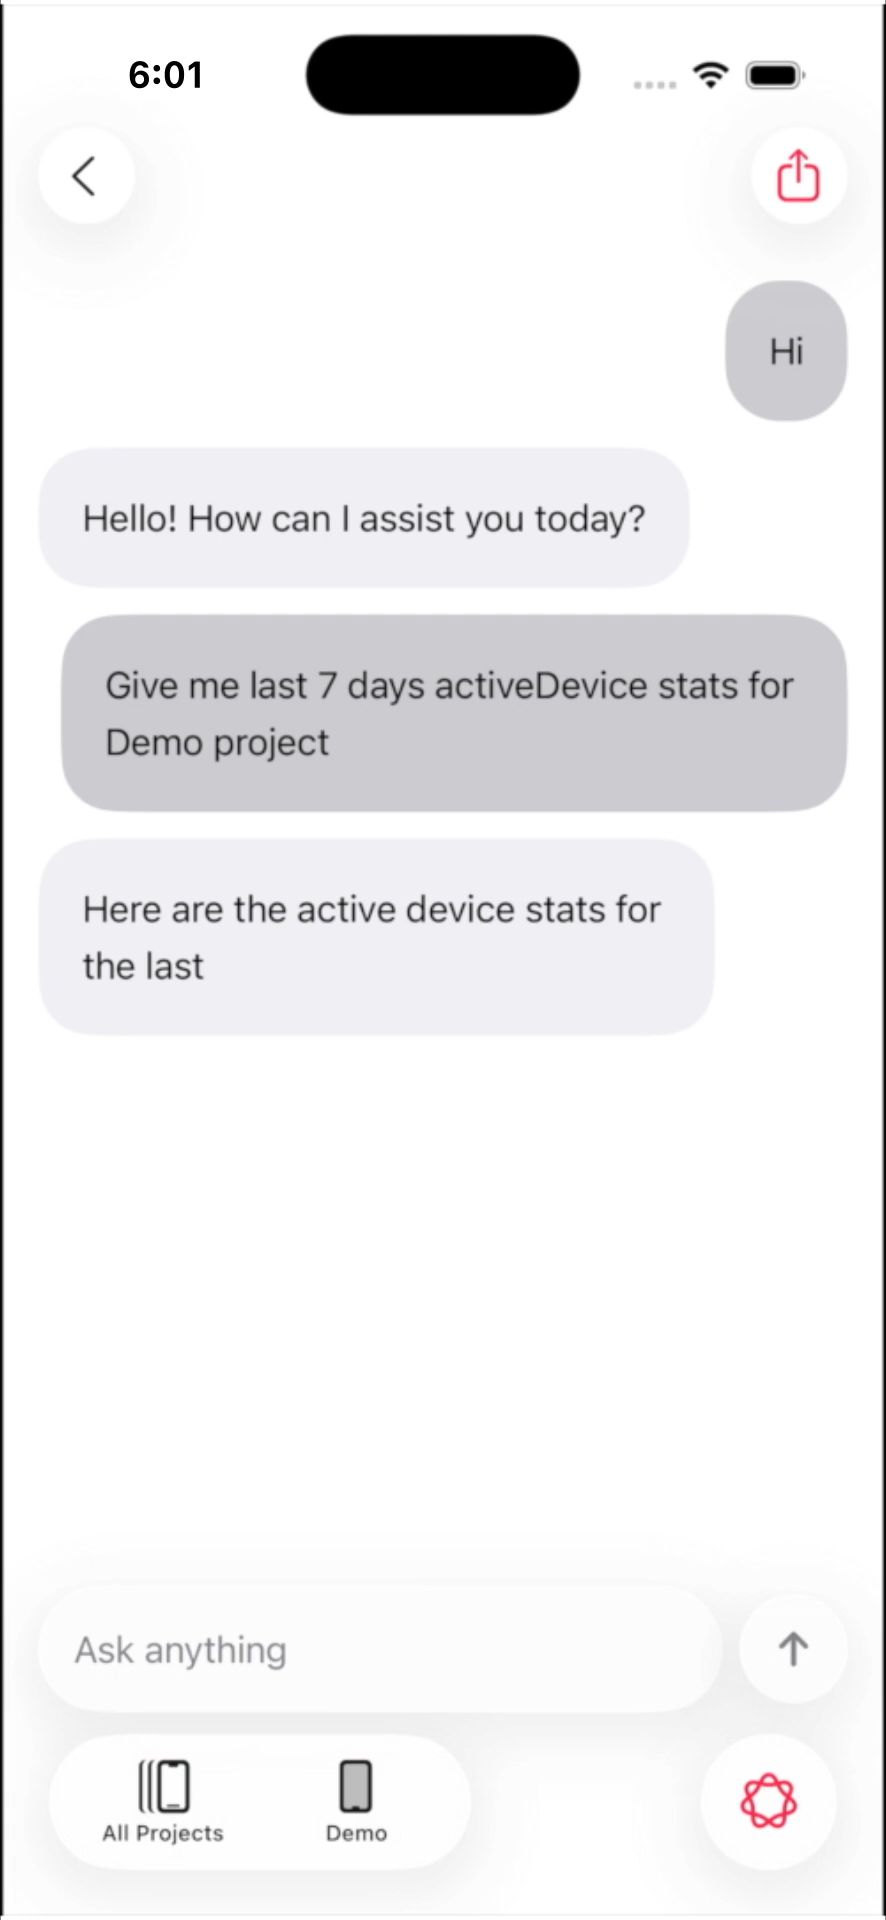 6:01
Hi
Hello! How can I assist you today?
Give me last 7 days activeDevice stats for
Demo project
Here are the active device stats for
the last
Ask anything
All Projects
Demo